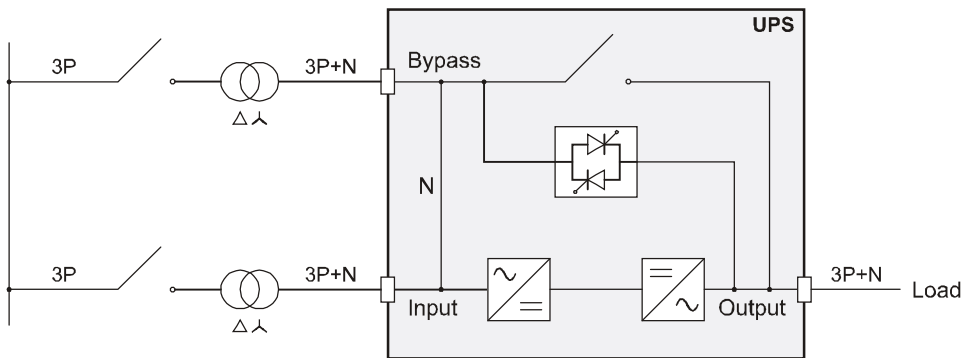 UPS
3P
3P+N
Bypass
N
3P
3P+N
Input
Output
3P+N
Load